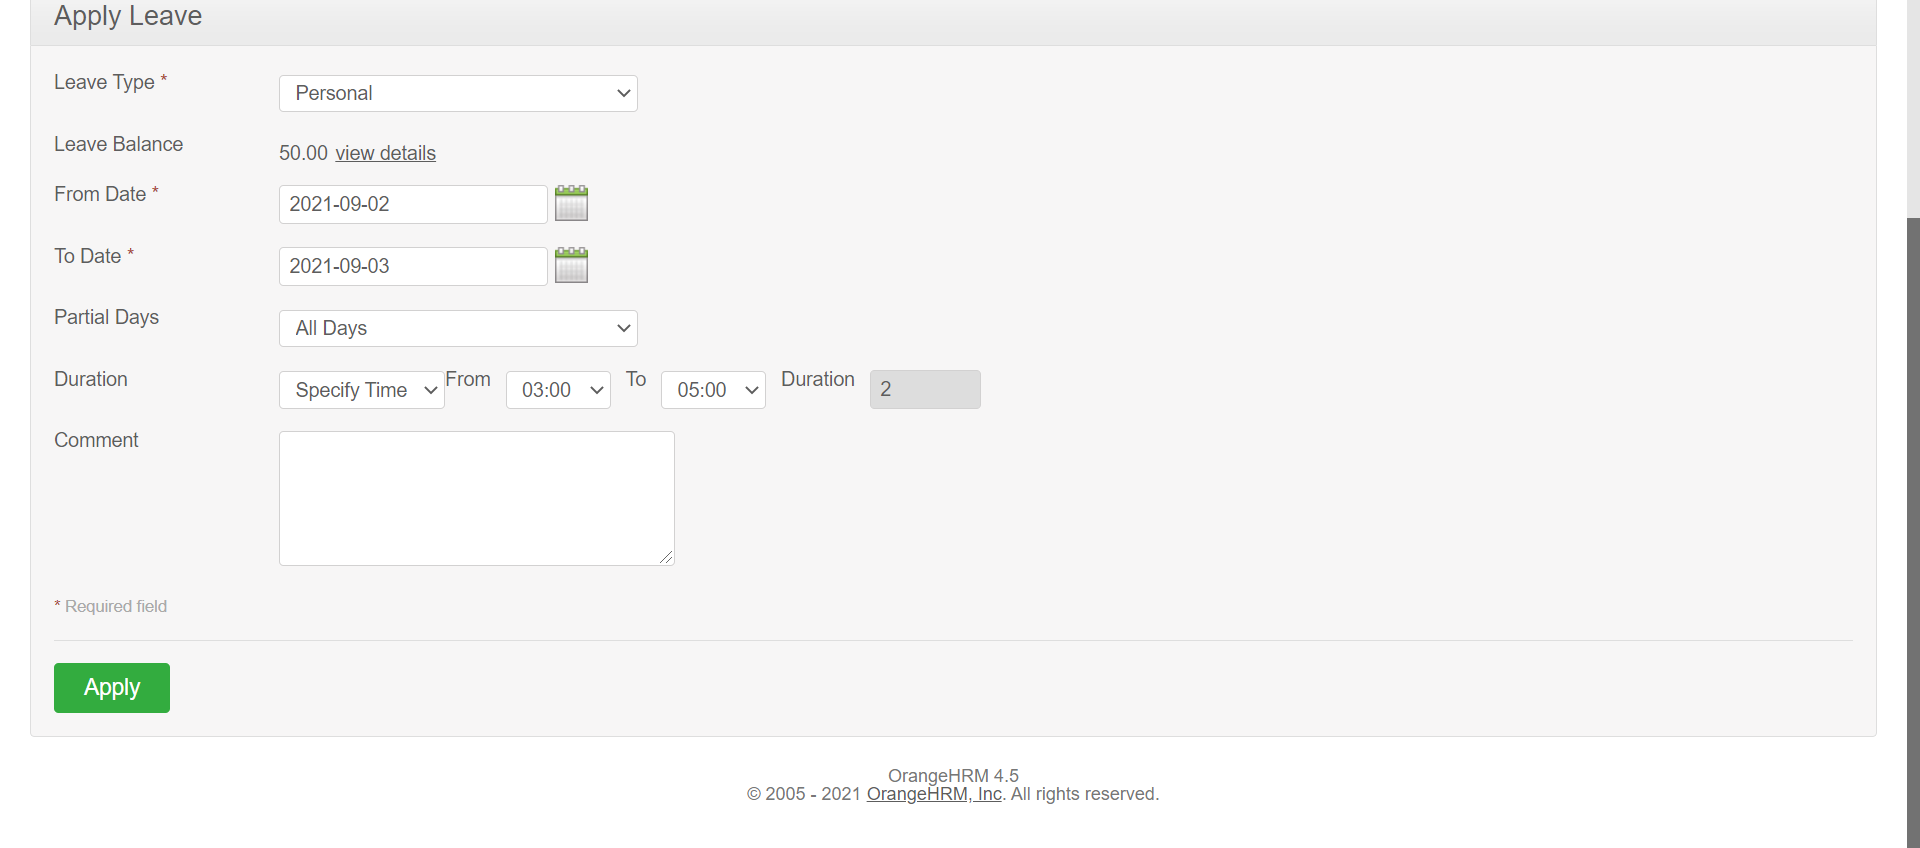 Apply Leave
Leave Type * Personal
Leave Balance 50.00 view details
From Date * 2021-09-02
To Date * 2021-09-03
Partial Days All Days
Duration Specify Time From 03:00 To 05:00 Duration 2
Comment
* Required field
Apply
OrangeHRM 4.5
© 2005 - 2021 OrangeHRM, Inc. All rights reserved.